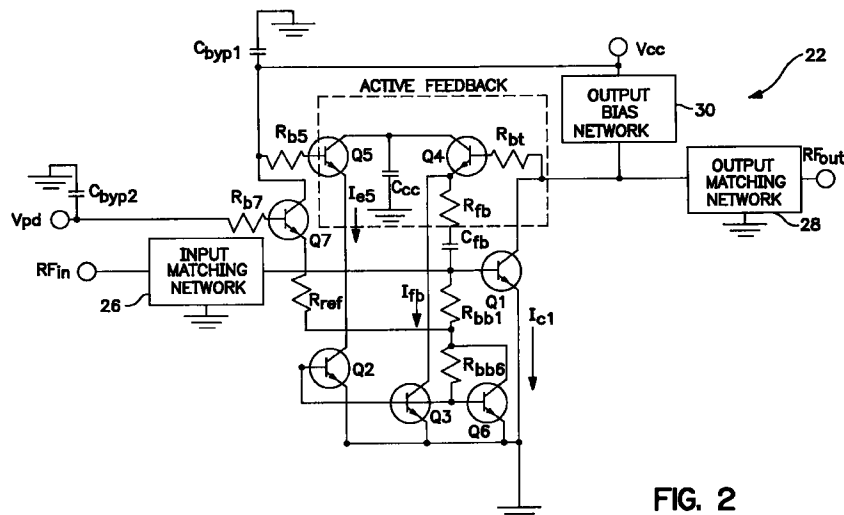 Cbyp1
Vcc
22
ACTIVE FEEDBACK
OUTPUT BIAS NETWORK
30
Rb5
Q5
Q4
Rbt
Ccc
OUTPUT MATCHING NETWORK
RFout
28
Cbyp2
Vpd
Rb7
Q7
Ie5
Rfb
Cfb
RFin
INPUT MATCHING NETWORK
26
Rref
Ifb
Rbb1
Q1
Ic1
Q2
Rbb6
Q3
Q6
FIG. 2